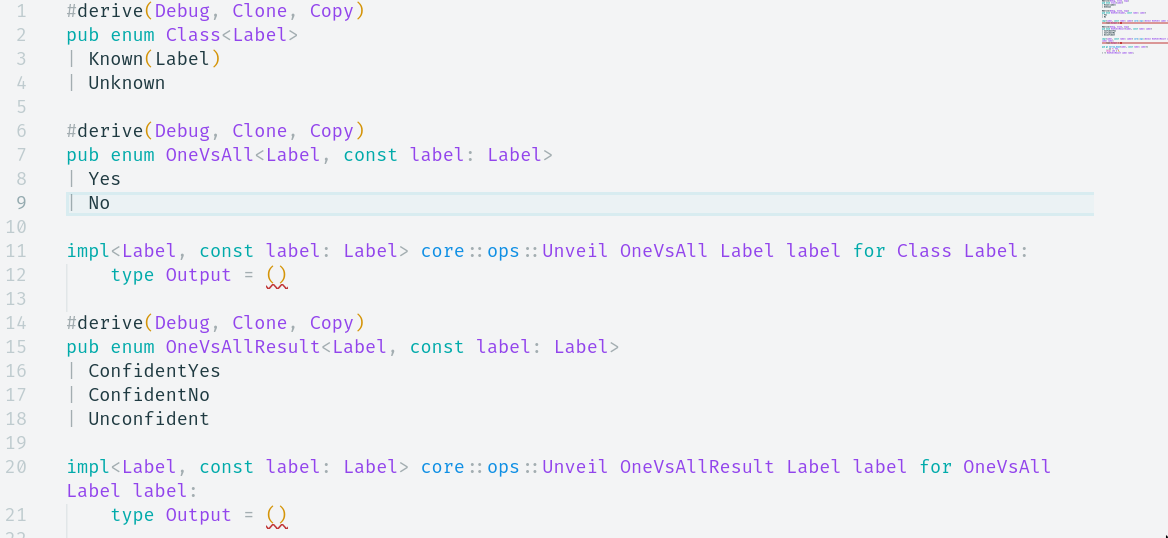 1 #derive(Debug, Clone, Copy)
2 pub enum Class<Label>
3 | Known(Label)
4 | Unknown
5
6 #derive(Debug, Clone, Copy)
7 pub enum OneVsAll<Label, const label: Label>
8 | Yes
9 | No
10
11 impl<Label, const label: Label> core::ops::Unveil OneVsAll Label label for Class Label:
12     type Output = ()
13
14 #derive(Debug, Clone, Copy)
15 pub enum OneVsAllResult<Label, const label: Label>
16 | ConfidentYes
17 | ConfidentNo
18 | Unconfident
19
20 impl<Label, const label: Label> core::ops::Unveil OneVsAllResult Label label for OneVsAll
Label label:
21     type Output = ()
22